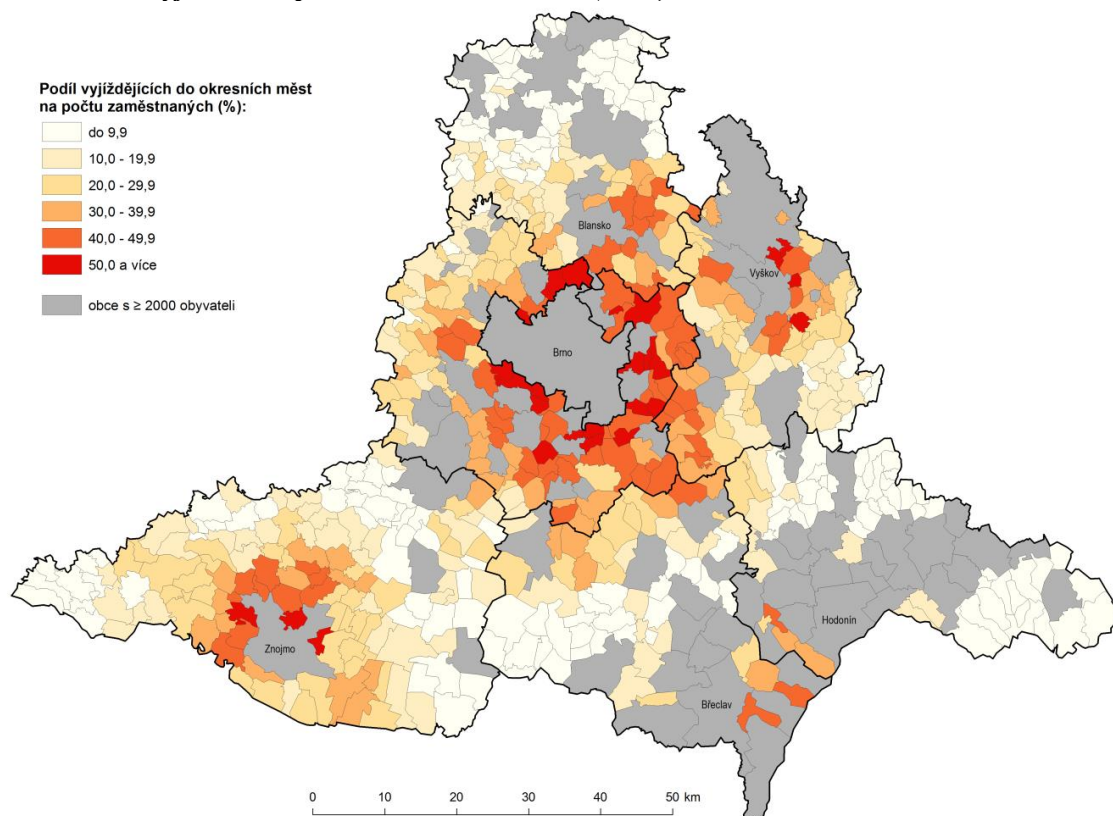 Podíl vyjíždějících do okresních měst
na počtu zaměstnaných (%):
do 9,9
10,0 - 19,9
20,0 - 29,9
30,0 - 39,9
40,0 - 49,9
50,0 a více
obce s ≥ 2000 obyvateli
Blansko
Vyškov
Brno
Znojmo
Hodonín
Břeclav
0 10 20 30 40 50 km